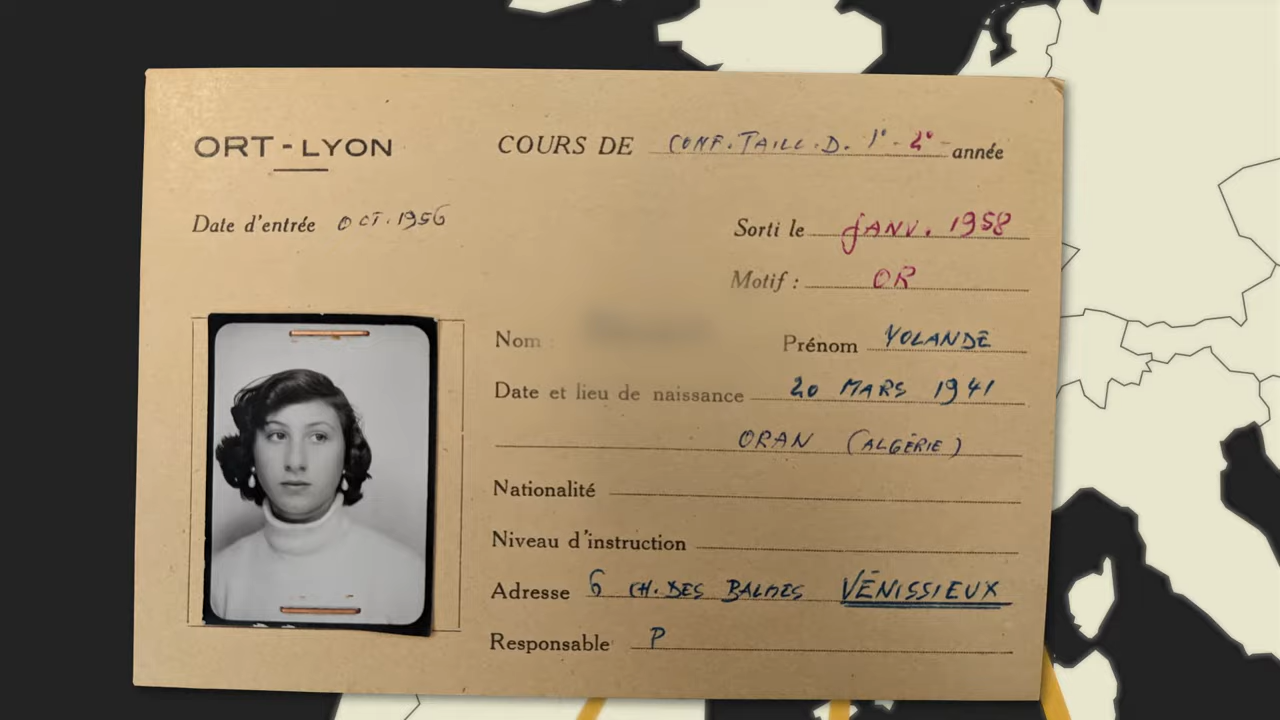 ORT - LYON
COURS DE CONF. TAILL. D. 1° - 2° année
Date d'entrée OCT. 1956
Sorti le JANV. 1958
Motif : OR
Nom :
Prénom YOLANDE
Date et lieu de naissance 20 MARS 1941
ORAN (ALGÉRIE)
Nationalité
Niveau d'instruction
Adresse 6 CH. DES BALMES VÉNISSIEUX
Responsable P